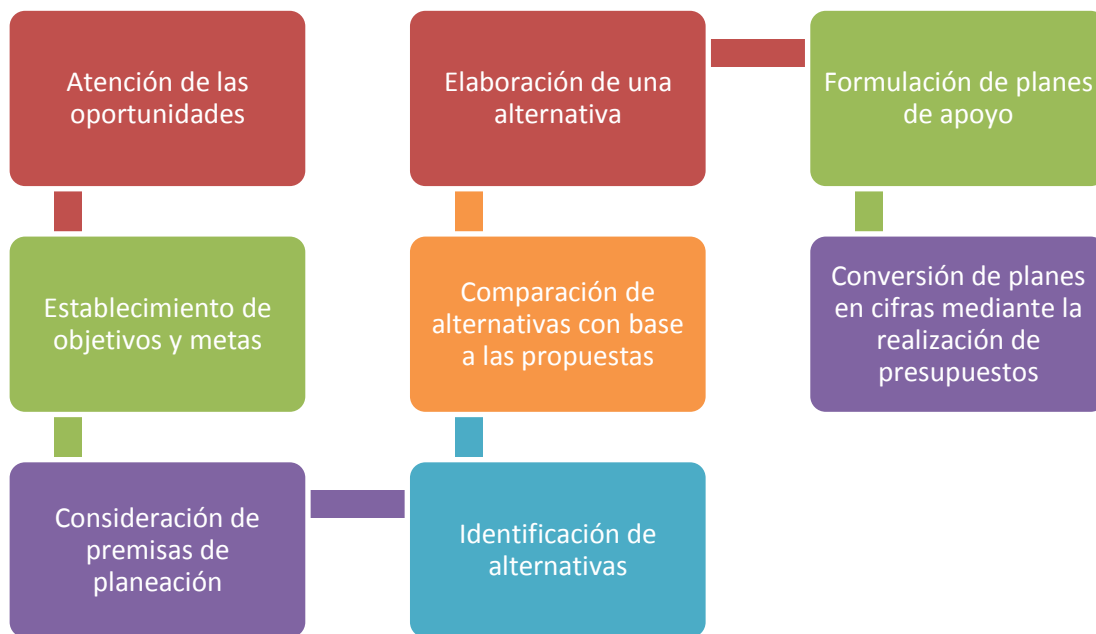 Atención de las
oportunidades
Establecimiento de
objetivos y metas
Consideración de
premisas de
planeación
Identificación de
alternativas
Comparación de
alternativas con base
a las propuestas
Elaboración de una
alternativa
Formulación de planes
de apoyo
Conversión de planes
en cifras mediante la
realización de
presupuestos